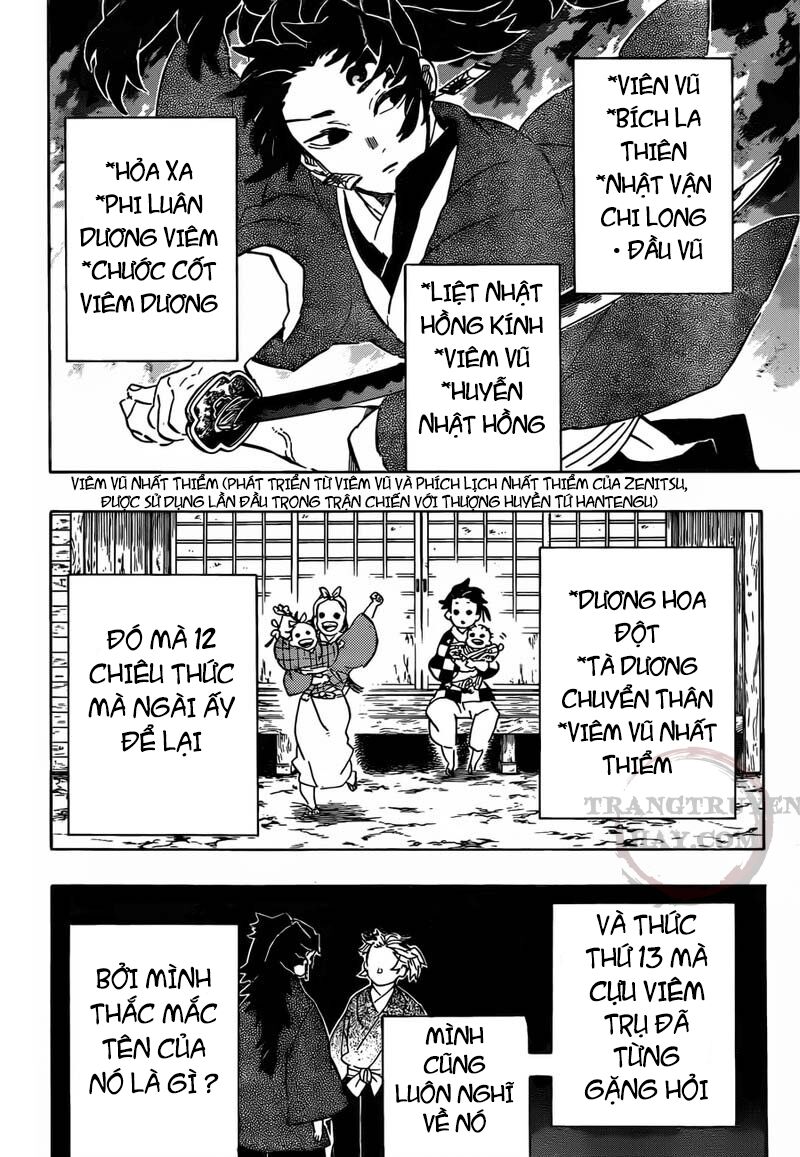 *VIÊN VŨ
*BÍCH LA
THIÊN
*NHẬT VẬN
CHI LONG
・ĐẦU VŨ
*LIỆT NHẬT
HỒNG KÍNH
*VIÊM VŨ
*HUYỄN
NHẬT HỒNG
*HỎA XA
*PHI LUÂN
DƯƠNG VIÊM
*CHƯỚC CỐT
VIÊM DƯƠNG
VIÊM VŨ NHẤT THIỂM (PHÁT TRIỂN TỪ VIÊM VŨ VÀ PHÍCH LỊCH NHẤT THIỂM CỦA ZENITSU,
ĐƯỢC SỬ DỤNG LẦN ĐẦU TRONG TRẬN CHIẾN VỚI THƯỢNG HUYỀN TỨ HANTENGU)
*DƯƠNG HOA
ĐỘT
*TÀ DƯƠNG
CHUYỂN THÂN
*VIÊM VŨ NHẤT
THIỂM
ĐÓ MÀ 12
CHIÊU THỨC
MÀ NGÀI ẤY
ĐỂ LẠI
TRANGTRUYEN
HAY.COM
VÀ THỨC
THỨ 13 MÀ
CỰU VIÊM
TRỤ ĐÃ
TỪNG
GẶNG HỎI
MÌNH
CŨNG
LUÔN NGHĨ
VỀ NÓ
BỞI MÌNH
THẮC MẮC
TÊN CỦA
NÓ LÀ GÌ ?